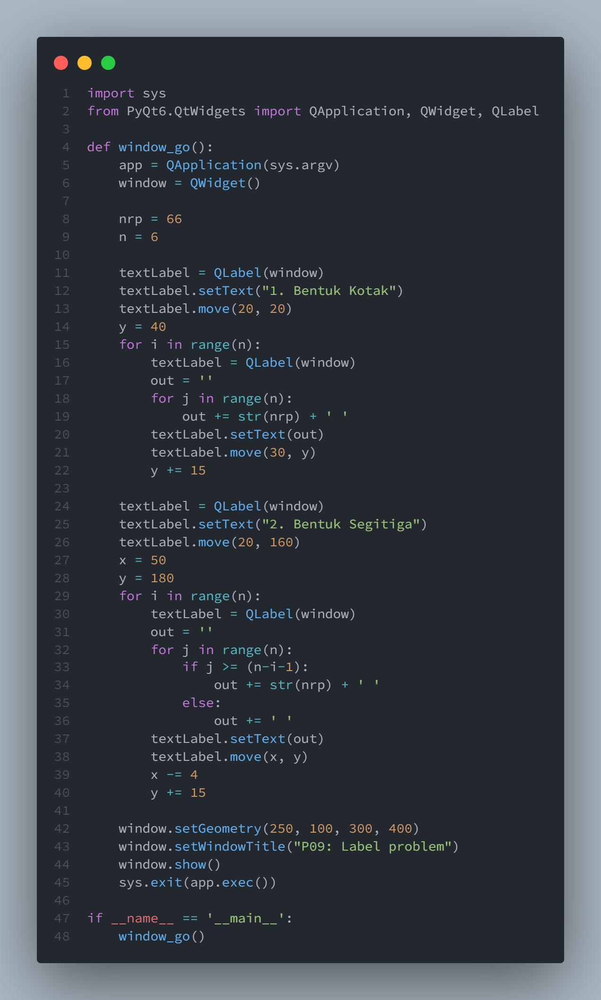 1 import sys
2 from PyQt6.QtWidgets import QApplication, QWidget, QLabel
3
4 def window_go():
5     app = QApplication(sys.argv)
6     window = QWidget()
7
8     nrp = 66
9     n = 6
10
11     textLabel = QLabel(window)
12     textLabel.setText("1. Bentuk Kotak")
13     textLabel.move(20, 20)
14     y = 40
15     for i in range(n):
16         textLabel = QLabel(window)
17         out = ''
18         for j in range(n):
19             out += str(nrp) + ' '
20         textLabel.setText(out)
21         textLabel.move(30, y)
22         y += 15
23
24     textLabel = QLabel(window)
25     textLabel.setText("2. Bentuk Segitiga")
26     textLabel.move(20, 160)
27     x = 50
28     y = 180
29     for i in range(n):
30         textLabel = QLabel(window)
31         out = ''
32         for j in range(n):
33             if j >= (n-i-1):
34                 out += str(nrp) + ' '
35             else:
36                 out += ' '
37         textLabel.setText(out)
38         textLabel.move(x, y)
39         x -= 4
40         y += 15
41
42     window.setGeometry(250, 100, 300, 400)
43     window.setWindowTitle("P09: Label problem")
44     window.show()
45     sys.exit(app.exec())
46
47 if __name__ == '__main__':
48     window_go()